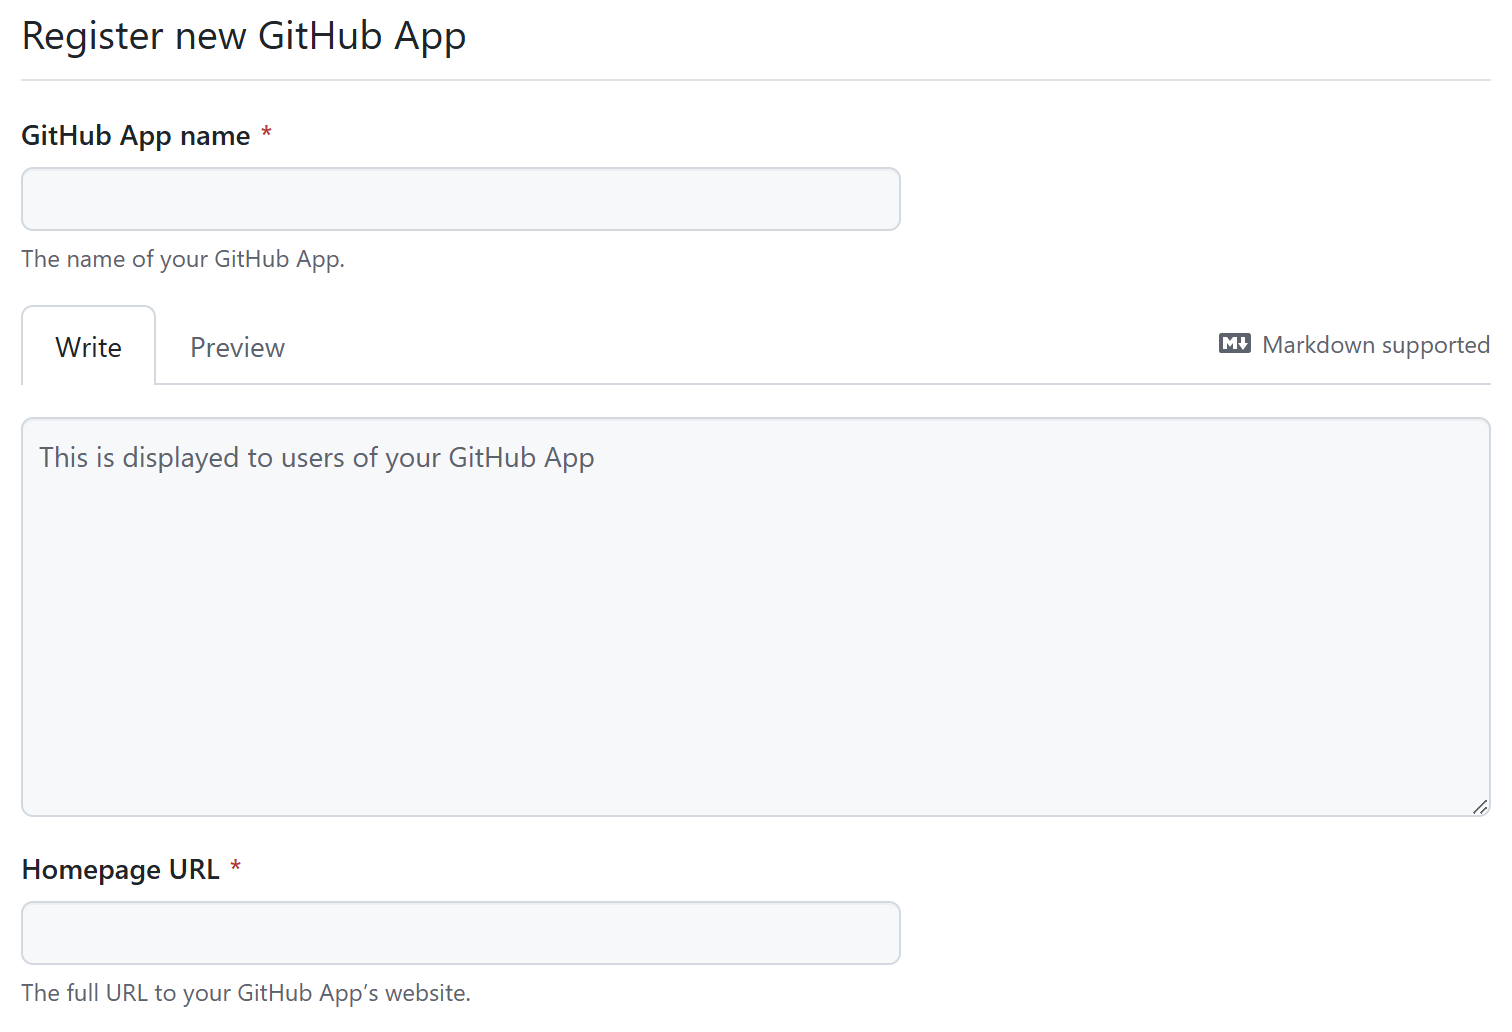 Register new GitHub App
GitHub App name *
The name of your GitHub App.
Write Preview Markdown supported
This is displayed to users of your GitHub App
Homepage URL *
The full URL to your GitHub App’s website.